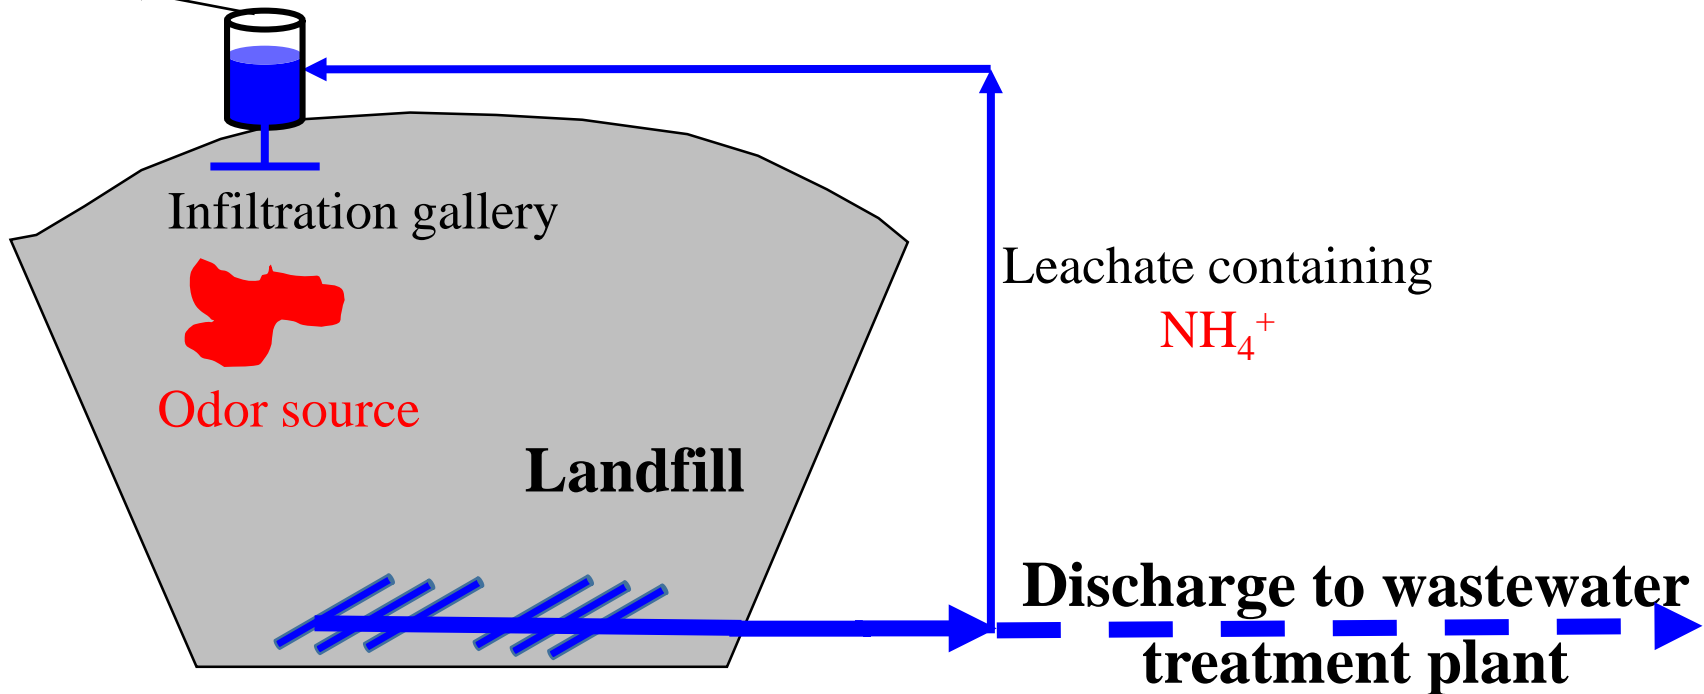 Infiltration gallery
Leachate containing
NH₄⁺
Odor source
Landfill
Discharge to wastewater
treatment plant